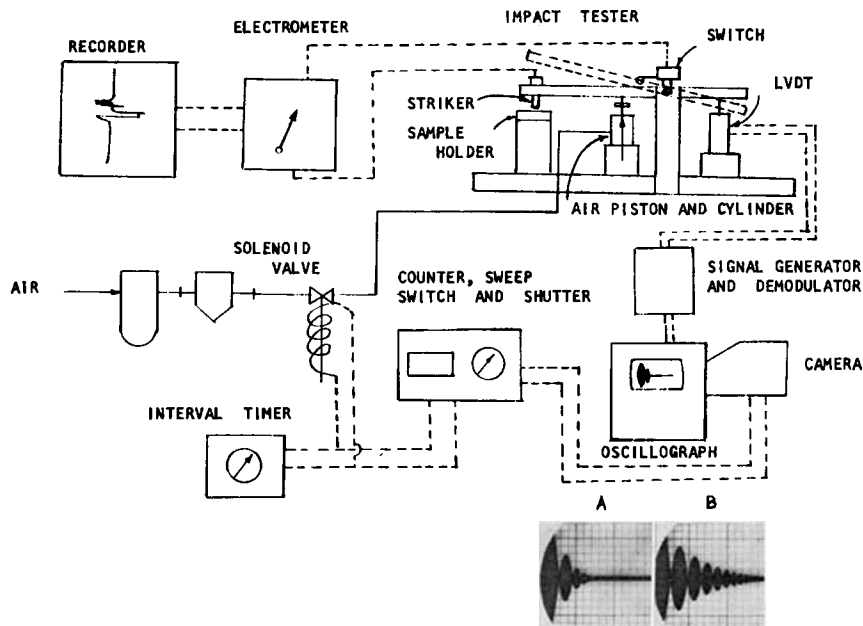 IMPACT TESTER
ELECTROMETER
SWITCH
RECORDER
LVDT
STRIKER
SAMPLE
HOLDER
AIR PISTON AND CYLINDER
SOLENOID
VALVE
SIGNAL GENERATOR
AND DEMODULATOR
COUNTER, SWEEP
SWITCH AND SHUTTER
AIR
CAMERA
INTERVAL TIMER
OSCILLOGRAPH
A B